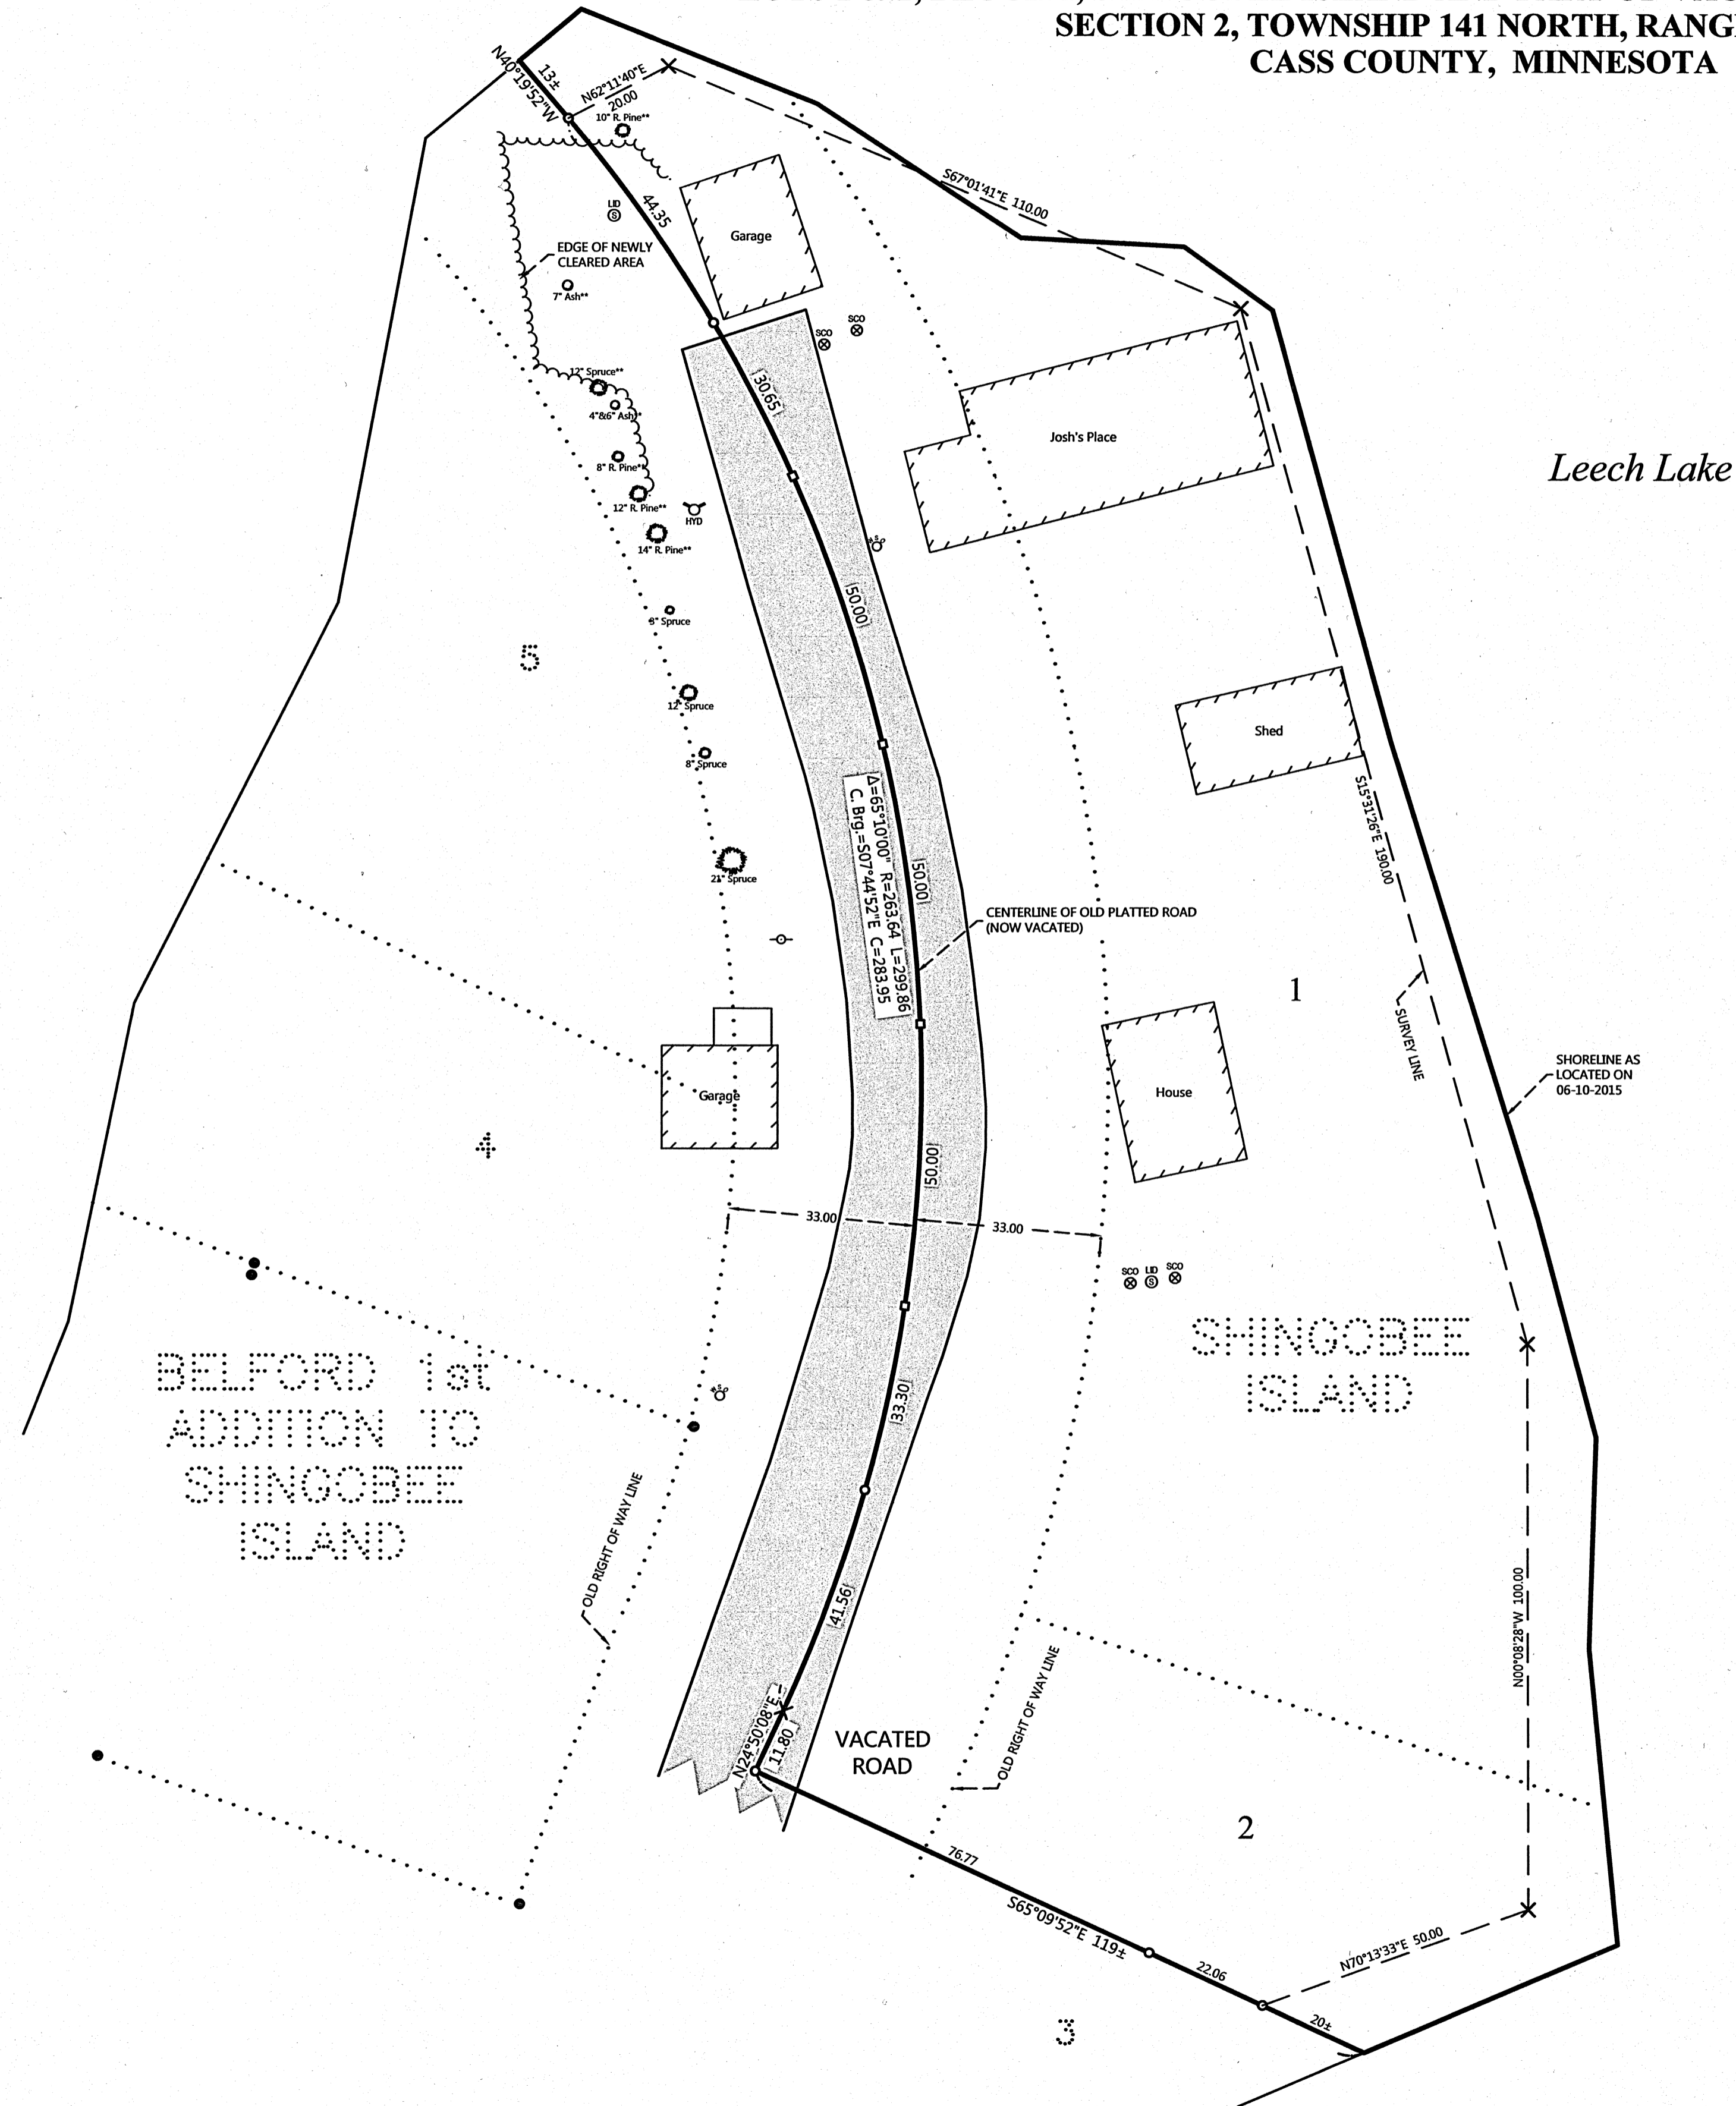 SECTION 2, TOWNSHIP 141 NORTH, RANG
CASS COUNTY, MINNESOTA
N40°19'52"W
13±
N62°11'40"E
20.00
10" R. Pine**
S67°01'41"E 110.00
44.35
LID
S
Garage
EDGE OF NEWLY
CLEARED AREA
7" Ash**
SCO
SCO
12" Spruce**
4"&6" Ash**
30.65
Josh's Place
Leech Lake
8" R. Pine**
12" R. Pine**
HYD
14" R. Pine**
50.00
8" Spruce
5
12" Spruce
Shed
8" Spruce
S15°31'26"E 190.00
Δ=65°10'00" R=263.64 L=299.86
C. Brg.=S07°44'52"E C=283.95
21" Spruce
50.00
CENTERLINE OF OLD PLATTED ROAD
(NOW VACATED)
1
SURVEY LINE
SHORELINE AS
LOCATED ON
06-10-2015
Garage
House
4
50.00
33.00
33.00
SCO
LID
SCO
S
SHINGOBEE
ISLAND
BELFORD 1st
ADDITION TO
SHINGOBEE
ISLAND
33.30
OLD RIGHT OF WAY LINE
41.56
N00°08'28"W 100.00
N24°50'08"E
11.80
VACATED
ROAD
OLD RIGHT OF WAY LINE
2
76.77
S65°09'52"E 119±
22.06
N70°13'33"E 50.00
20±
3